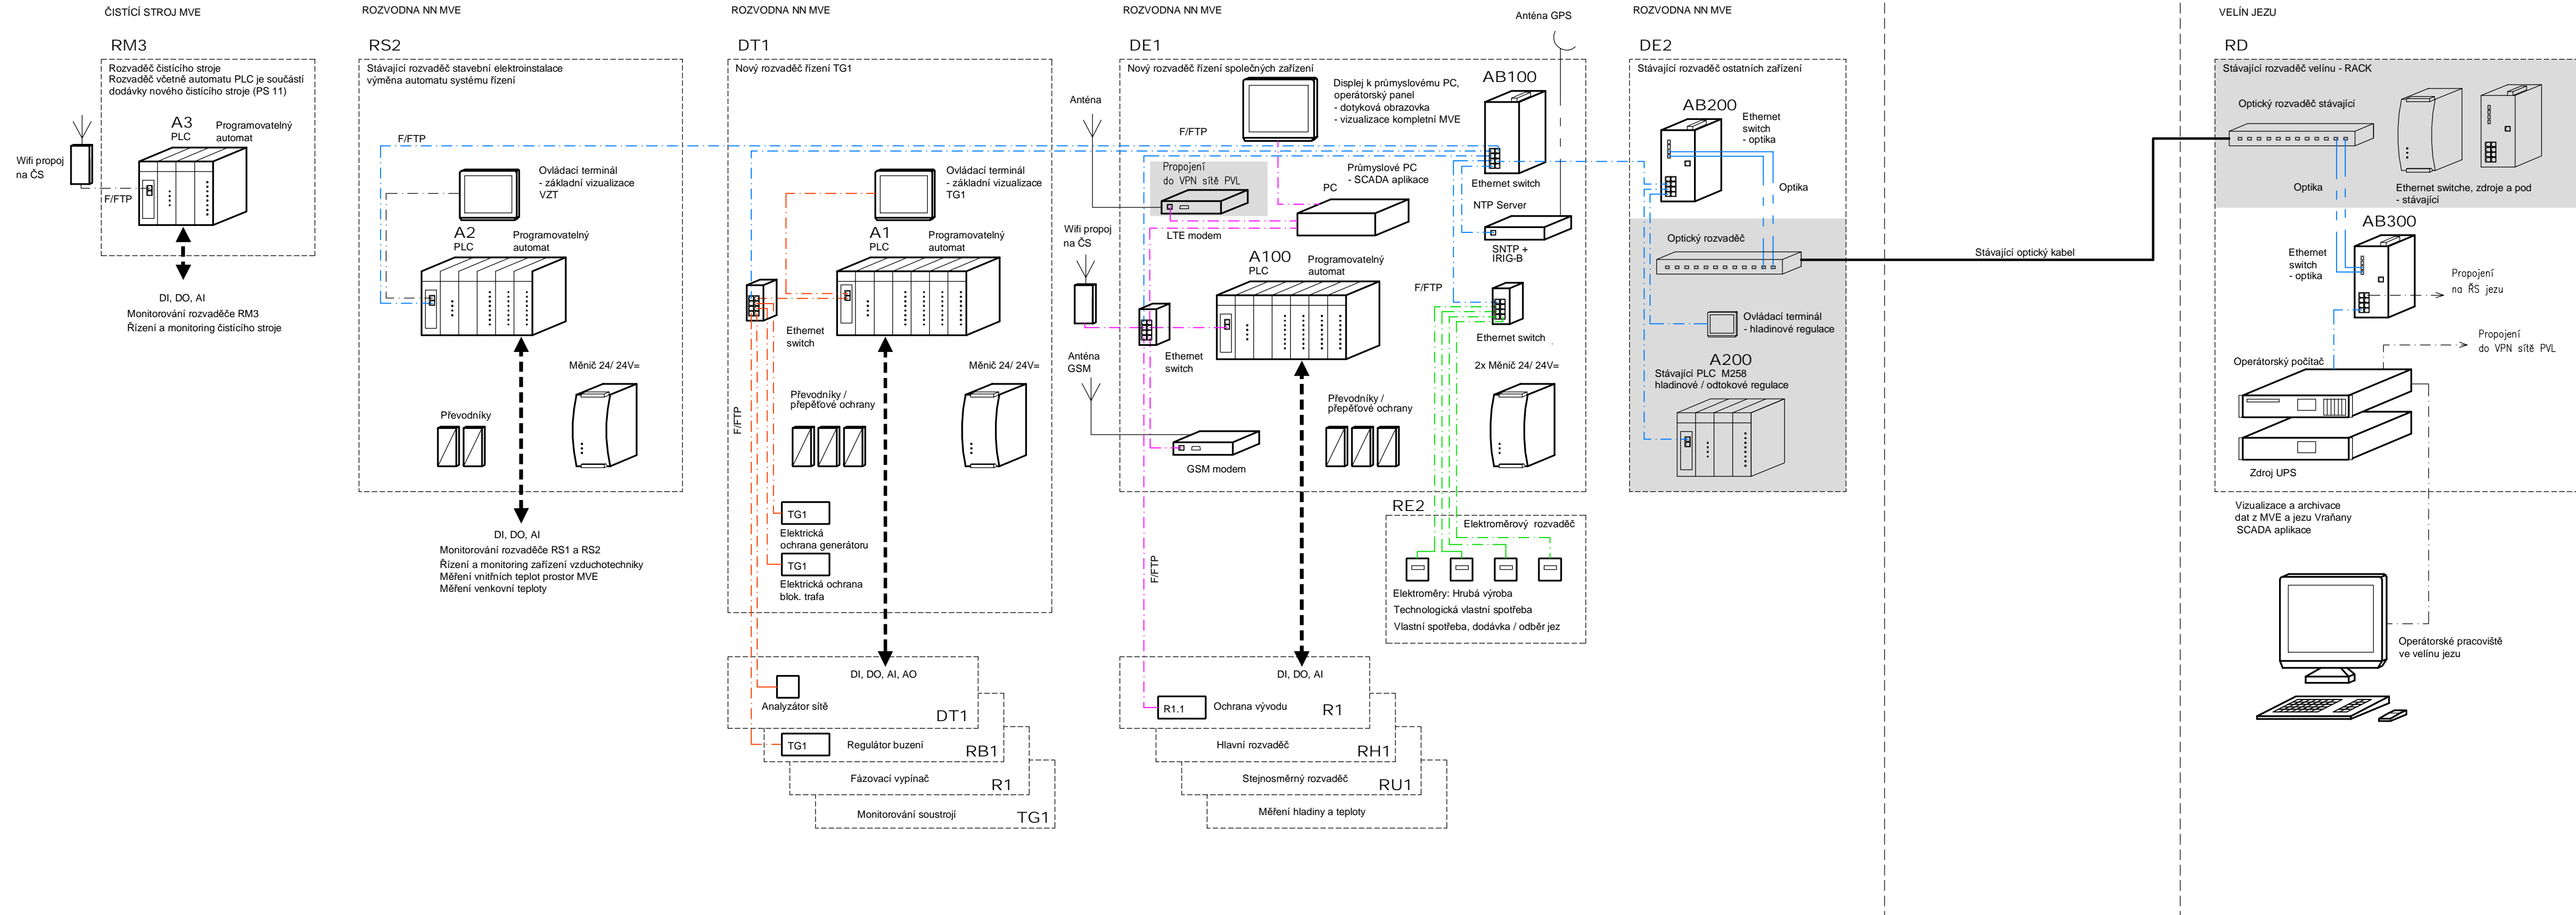 ČISTÍCÍ STROJ MVE
RM3
Rozvaděč čistícího stroje
Rozvaděč včetně automatu PLC je součástí
dodávky nového čistícího stroje (PS 11)
A3
PLC
Programovatelný
automat
Wifi propoj
na ČS
F/FTP
DI, DO, AI
Monitorování rozvaděče RM3
Řízení a monitoring čistícího stroje
ROZVODNA NN MVE
RS2
Stávající rozvaděč stavební elektroinstalace
výměna automatu systému řízení
F/FTP
Ovládací terminál
- základní vizualizace
VZT
A2
PLC
Programovatelný
automat
Měnič 24/ 24V=
Převodníky
DI, DO, AI
Monitorování rozvaděče RS1 a RS2
Řízení a monitoring zařízení vzduchotechniky
Měření vnitřních teplot prostor MVE
Měření venkovní teploty
ROZVODNA NN MVE
DT1
Nový rozvaděč řízení TG1
Ovládací terminál
- základní vizualizace
TG1
A1
PLC
Programovatelný
automat
Ethernet
switch
Měnič 24/ 24V=
Převodníky /
přepěťové ochrany
F/FTP
TG1
Elektrická
ochrana generátoru
TG1
Elektrická ochrana
blok. trafa
DI, DO, AI, AO
Analyzátor sítě
DT1
TG1
Regulátor buzení
RB1
Fázovací vypínač
R1
Monitorování soustrojí
TG1
ROZVODNA NN MVE
Anténa GPS
DE1
Nový rozvaděč řízení společných zařízení
AB100
Displej k průmyslovému PC,
operátorský panel
- dotyková obrazovka
- vizualizace kompletní MVE
Anténa
F/FTP
Propojení
do VPN sítě PVL
LTE modem
Průmyslové PC
- SCADA aplikace
PC
Ethernet switch
NTP Server
SNTP +
IRIG-B
Wifi propoj
na ČS
A100
PLC
Programovatelný
automat
F/FTP
Ethernet switch
Ethernet
switch
Anténa
GSM
2x Měnič 24/ 24V=
Převodníky /
přepěťové ochrany
GSM modem
RE2
Elektroměrový rozvaděč
Elektroměry: Hrubá výroba
Technologická vlastní spotřeba
Vlastní spotřeba, dodávka / odběr jez
F/FTP
DI, DO, AI
R1.1
Ochrana vývodu
R1
Hlavní rozvaděč
RH1
Stejnosměrný rozvaděč
RU1
Měření hladiny a teploty
ROZVODNA NN MVE
DE2
Stávající rozvaděč ostatních zařízení
AB200
Ethernet
switch
- optika
Optika
Optický rozvaděč
Ovládací terminál
- hladinové regulace
A200
Stávající PLC M258
hladinové / odtokové regulace
Stávající optický kabel
VELÍN JEZU
RD
Stávající rozvaděč velínu - RACK
Optický rozvaděč stávající
Optika
Ethernet switche, zdroje a pod
- stávající
AB300
Ethernet
switch
- optika
Propojení
na ŘS jezu
Propojení
do VPN sítě PVL
Operátorský počítač
Zdroj UPS
Vizualizace a archivace
dat z MVE a jezu Vraňany
SCADA aplikace
Operátorské pracoviště
ve velínu jezu